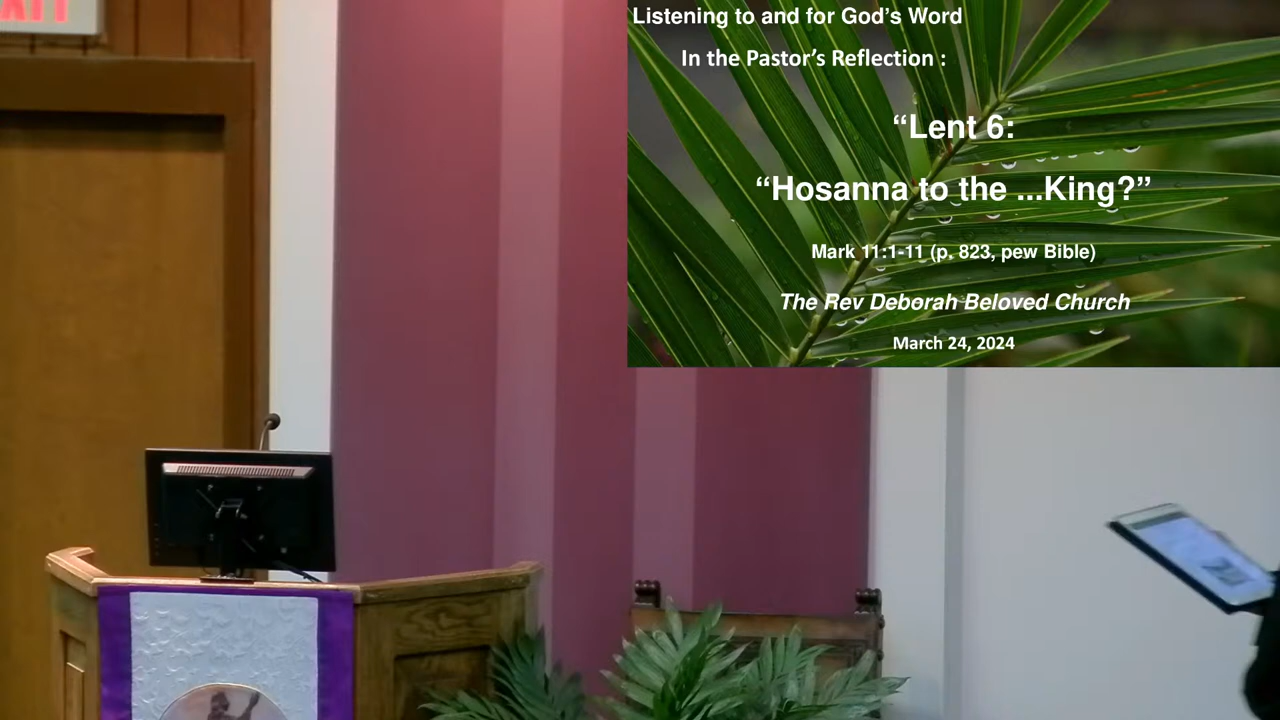 EXIT
Listening to and for God’s Word
In the Pastor’s Reflection :
“Lent 6:
“Hosanna to the ...King?”
Mark 11:1-11 (p. 823, pew Bible)
The Rev Deborah Beloved Church
March 24, 2024